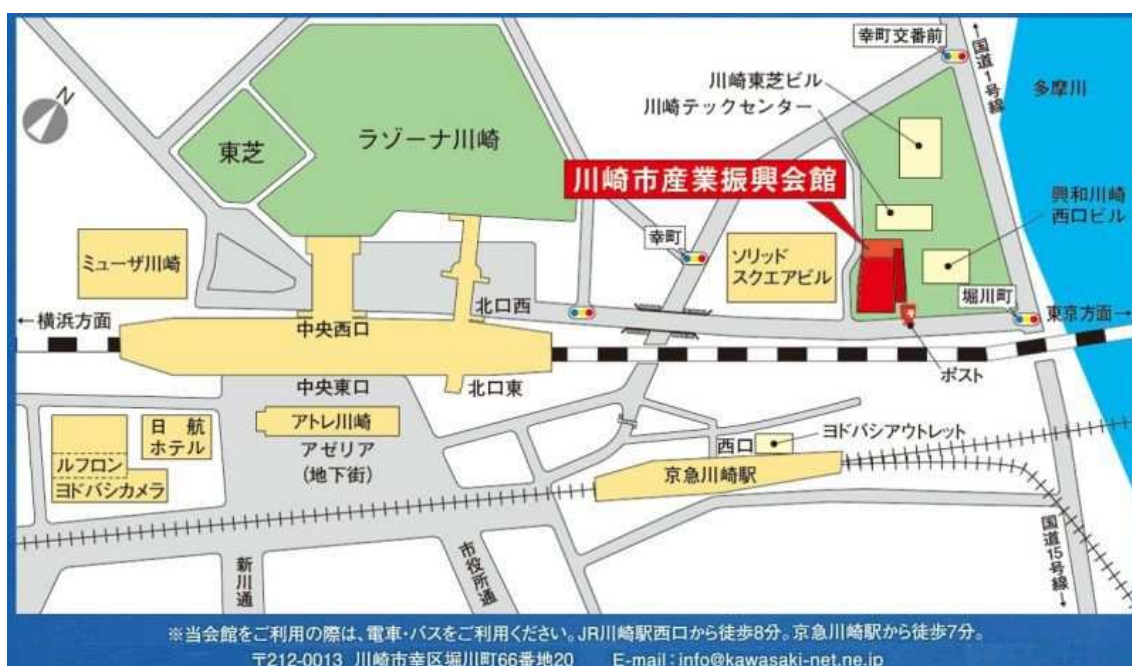 幸町交番前
←国道1号線
川崎東芝ビル
多摩川
川崎テックセンター
N
東芝
ラゾーナ川崎
川崎市産業振興会館
興和川崎
西口ビル
幸町
ミューザ川崎
ソリッド
スクエアビル
北口西
堀川町
←横浜方面
中央西口
東京方面→
中央東口
北口東
ポスト
アトレ川崎
日航
ホテル
アゼリア
(地下街)
西口
ヨドバシアウトレット
ルフロン
ヨドバシカメラ
京急川崎駅
新川通
市役所通
国道15号線→
※当会館をご利用の際は、電車・バスをご利用ください。JR川崎駅西口から徒歩8分。京急川崎駅から徒歩7分。
〒212-0013 川崎市幸区堀川町66番地20 E-mail:info@kawasaki-net.ne.jp